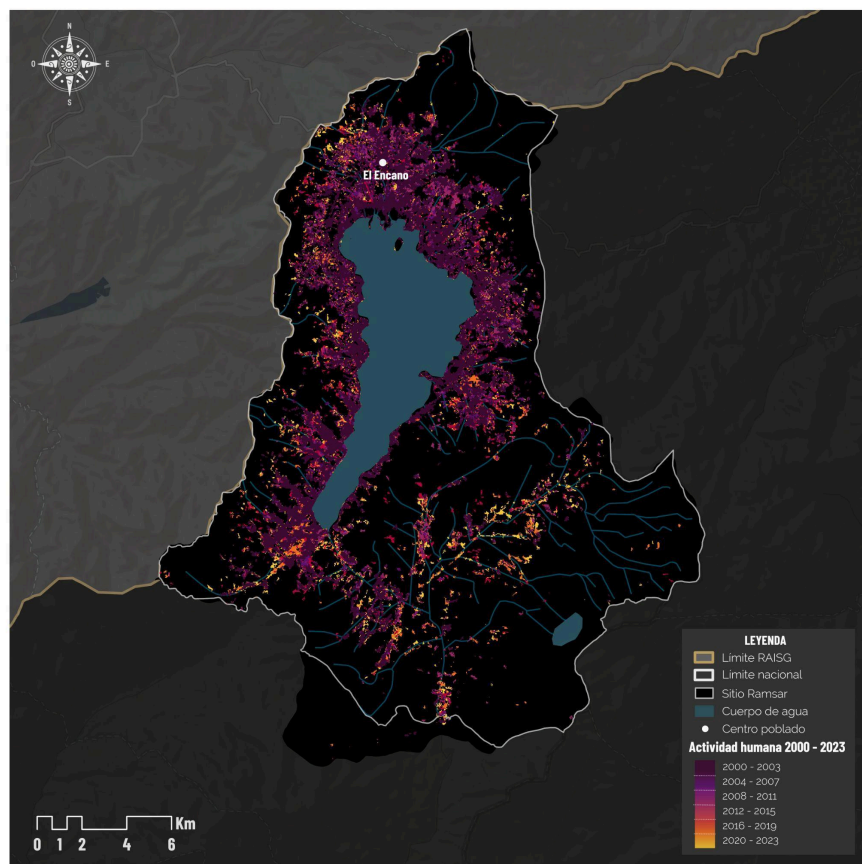 N
O
E
S
El Encano
LEYENDA
Límite RAISG
Límite nacional
Sitio Ramsar
Cuerpo de agua
Centro poblado
Actividad humana 2000 - 2023
2000 - 2003
2004 - 2007
2008 - 2011
2012 - 2015
2016 - 2019
2020 - 2023
Km
0 1 2 4 6